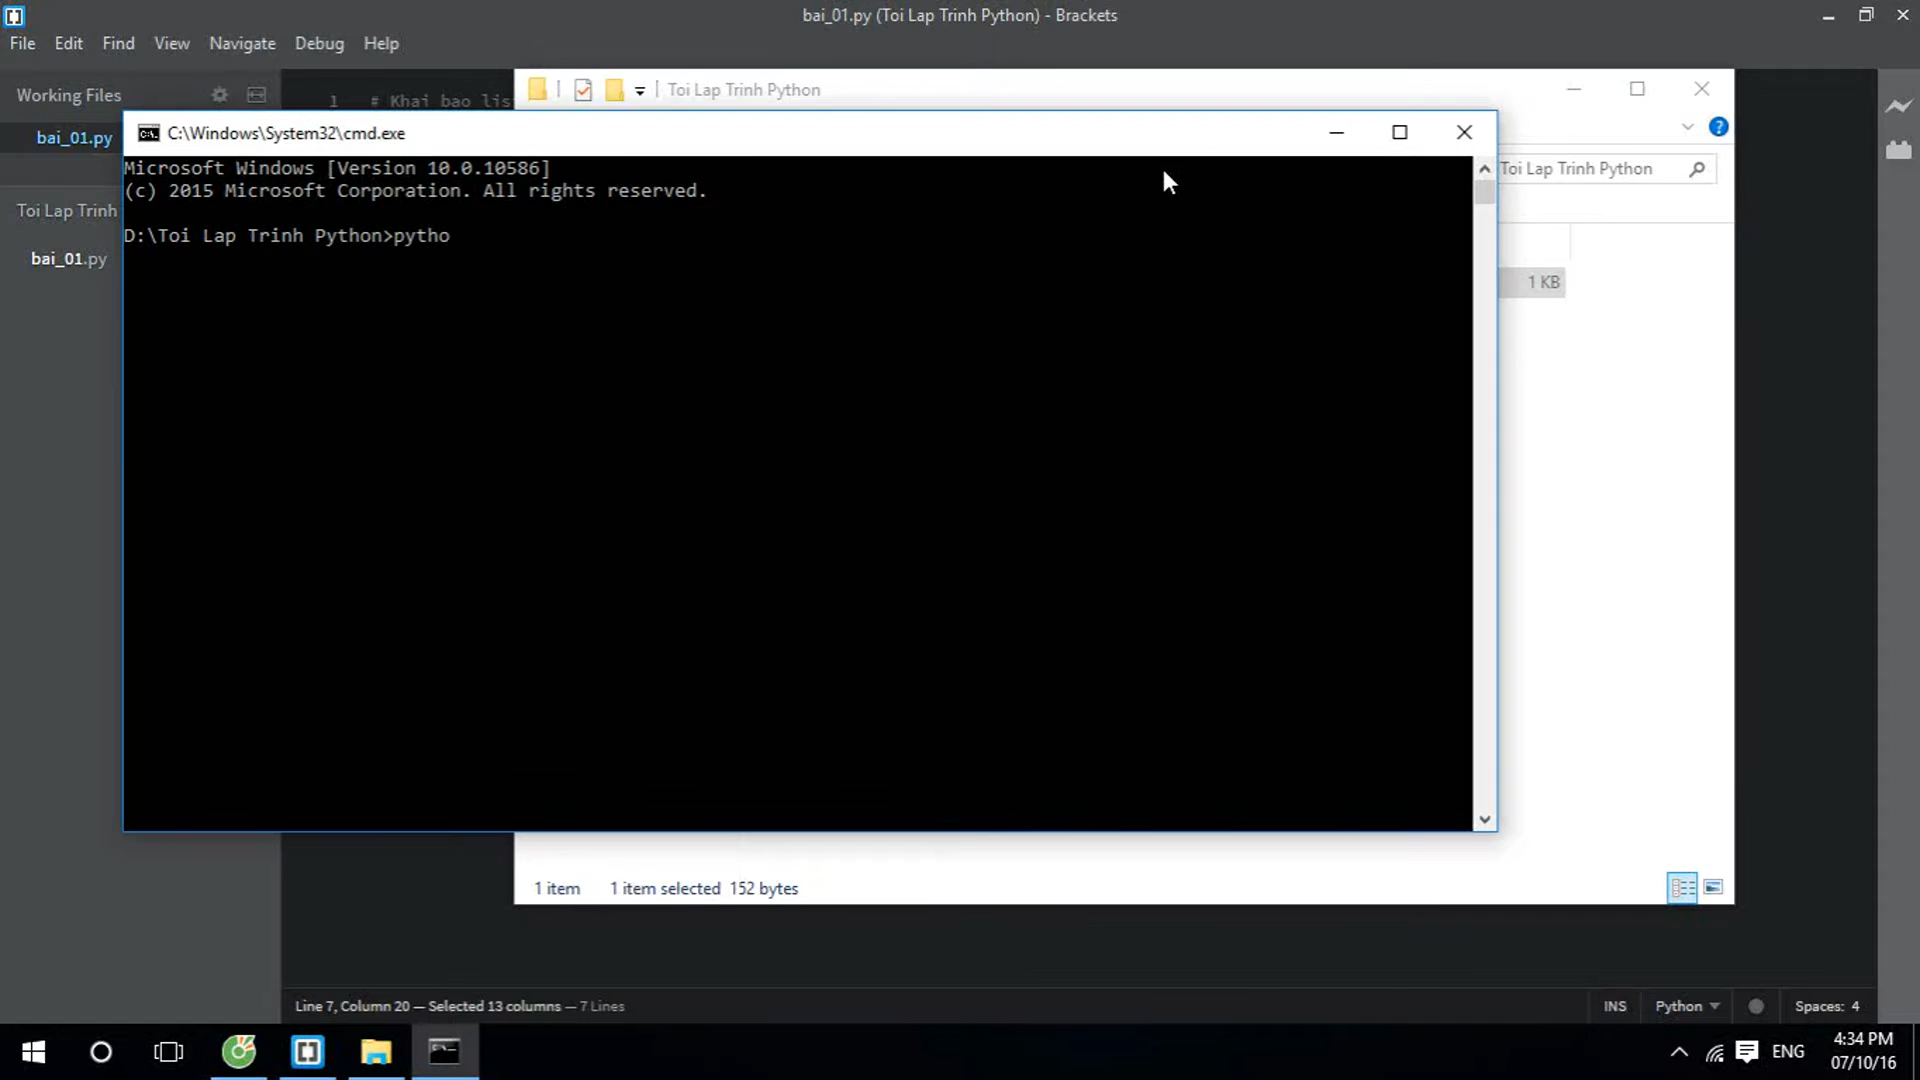 bai_01.py (Toi Lap Trinh Python) - Brackets
File Edit Find View Navigate Debug Help
Working Files
1 # Khai bao lis
Toi Lap Trinh Python
bai_01.py
C:\Windows\System32\cmd.exe
Microsoft Windows [Version 10.0.10586]
(c) 2015 Microsoft Corporation. All rights reserved.
Toi Lap Trinh Python
Toi Lap Trinh
D:\Toi Lap Trinh Python>pytho
bai_01.py
1 KB
1 item 1 item selected 152 bytes
Line 7, Column 20 — Selected 13 columns — 7 Lines
INS Python Spaces: 4
4:34 PM
ENG
07/10/16